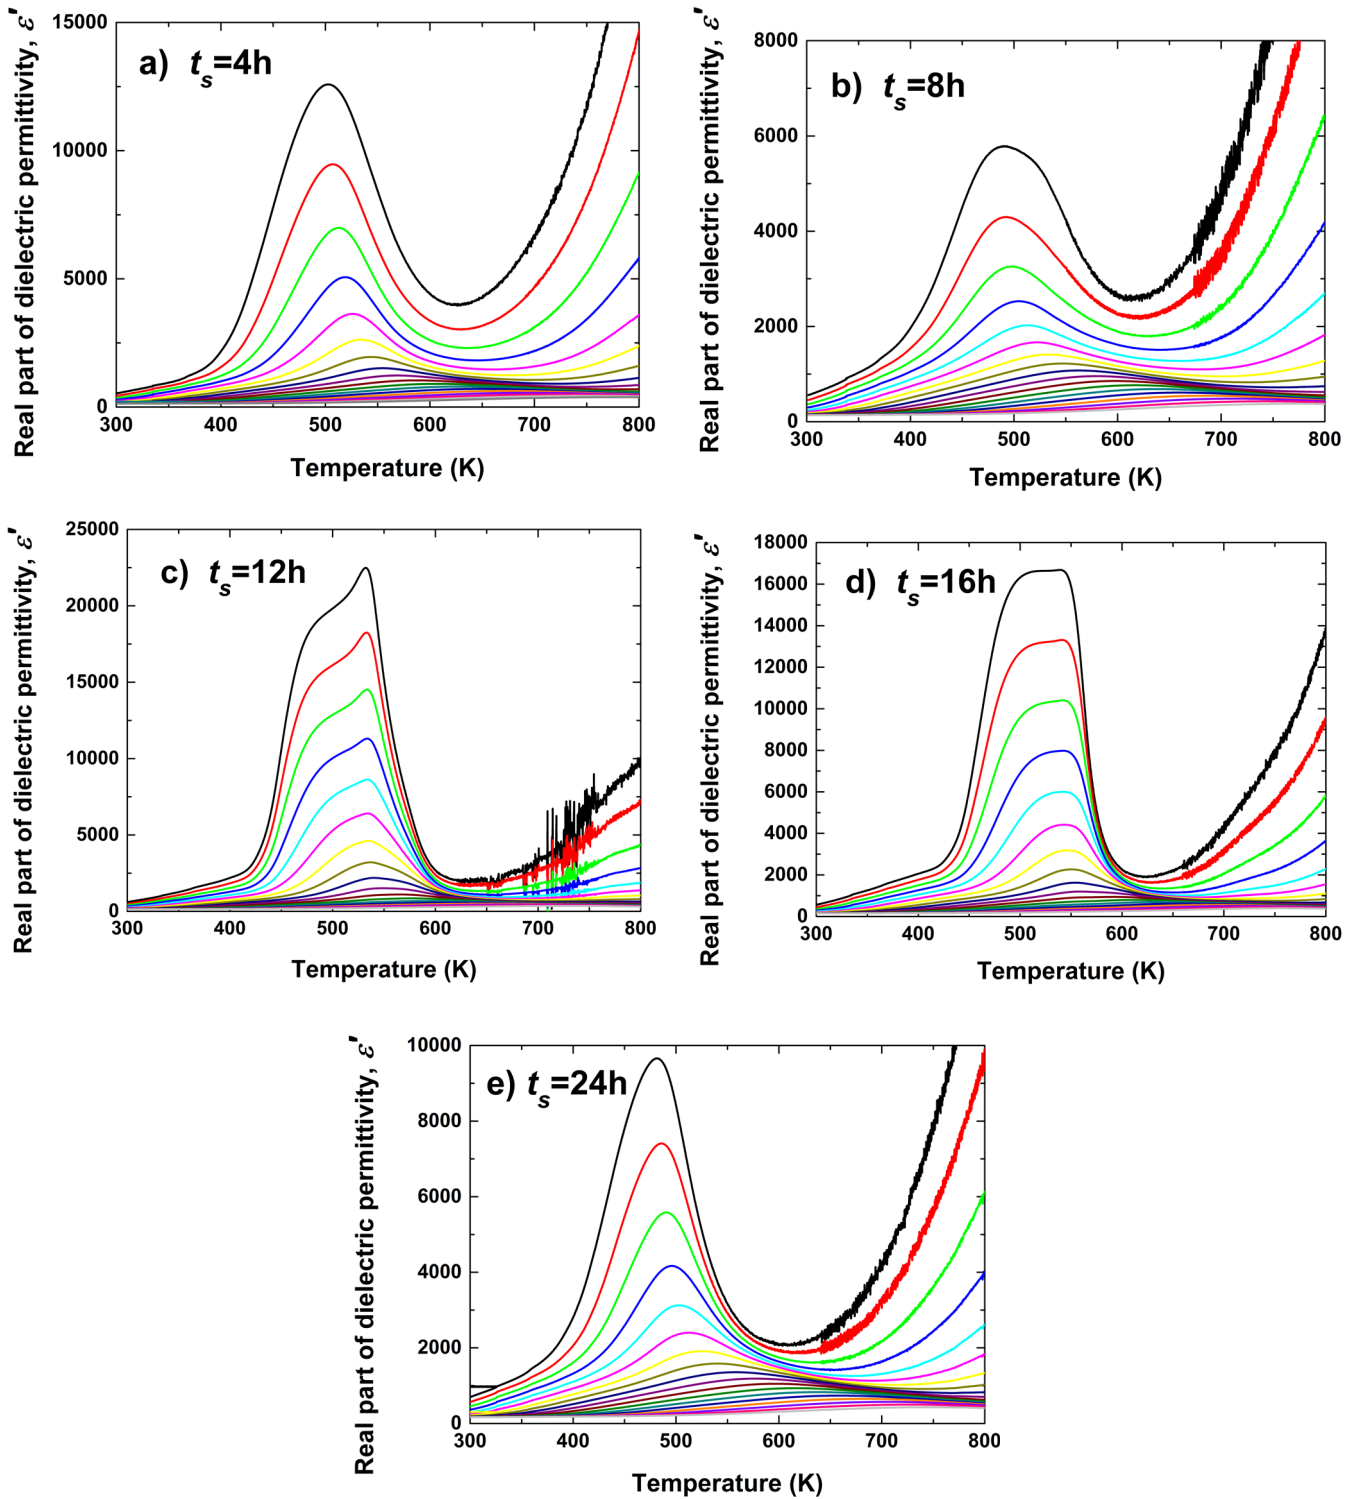 a) ts=4h
Real part of dielectric permittivity, ε'
15000
10000
5000
0
300 400 500 600 700 800
Temperature (K)
b) ts=8h
Real part of dielectric permittivity, ε'
8000
6000
4000
2000
0
300 400 500 600 700 800
Temperature (K)
c) ts=12h
Real part of dielectric permittivity, ε'
25000
20000
15000
10000
5000
0
300 400 500 600 700 800
Temperature (K)
d) ts=16h
Real part of dielectric permittivity, ε'
18000
16000
14000
12000
10000
8000
6000
4000
2000
0
300 400 500 600 700 800
Temperature (K)
e) ts=24h
Real part of dielectric permittivity, ε'
10000
8000
6000
4000
2000
0
300 400 500 600 700 800
Temperature (K)